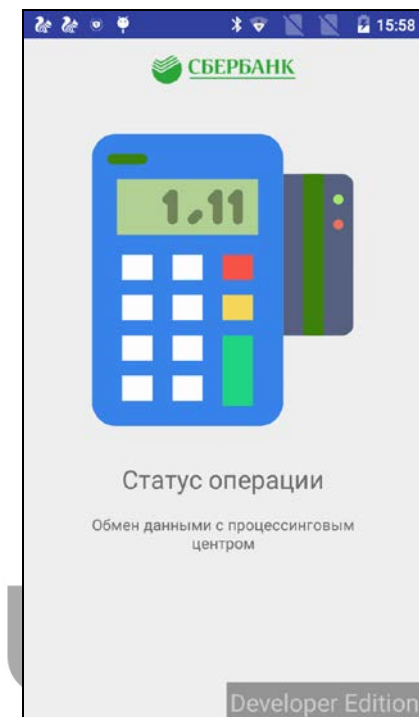 15:58
СБЕРБАНК
1,11
Статус операции
Обмен данными с процессинговым
центром
Developer Edition